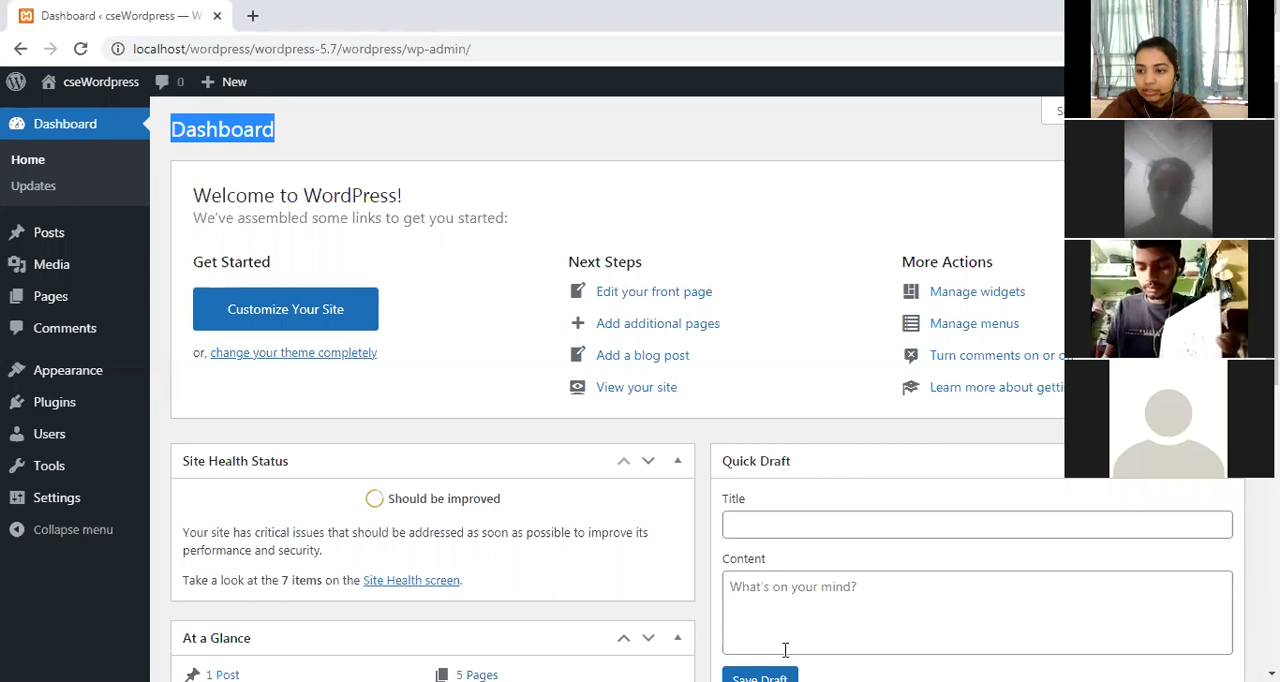 Dashboard ‹ cseWordpress — W
localhost/wordpress/wordpress-5.7/wordpress/wp-admin/
cseWordpress 0 New
Dashboard
Home
Updates
Posts
Media
Pages
Comments
Appearance
Plugins
Users
Tools
Settings
Collapse menu
Dashboard
Welcome to WordPress!
We've assembled some links to get you started:
Get Started
Customize Your Site
or, change your theme completely
Next Steps
Edit your front page
Add additional pages
Add a blog post
View your site
More Actions
Manage widgets
Manage menus
Turn comments on or o
Learn more about getti
Site Health Status
Should be improved
Your site has critical issues that should be addressed as soon as possible to improve its
performance and security.
Take a look at the 7 items on the Site Health screen.
At a Glance
1 Post
5 Pages
Quick Draft
Title
Content
What's on your mind?
Save Draft